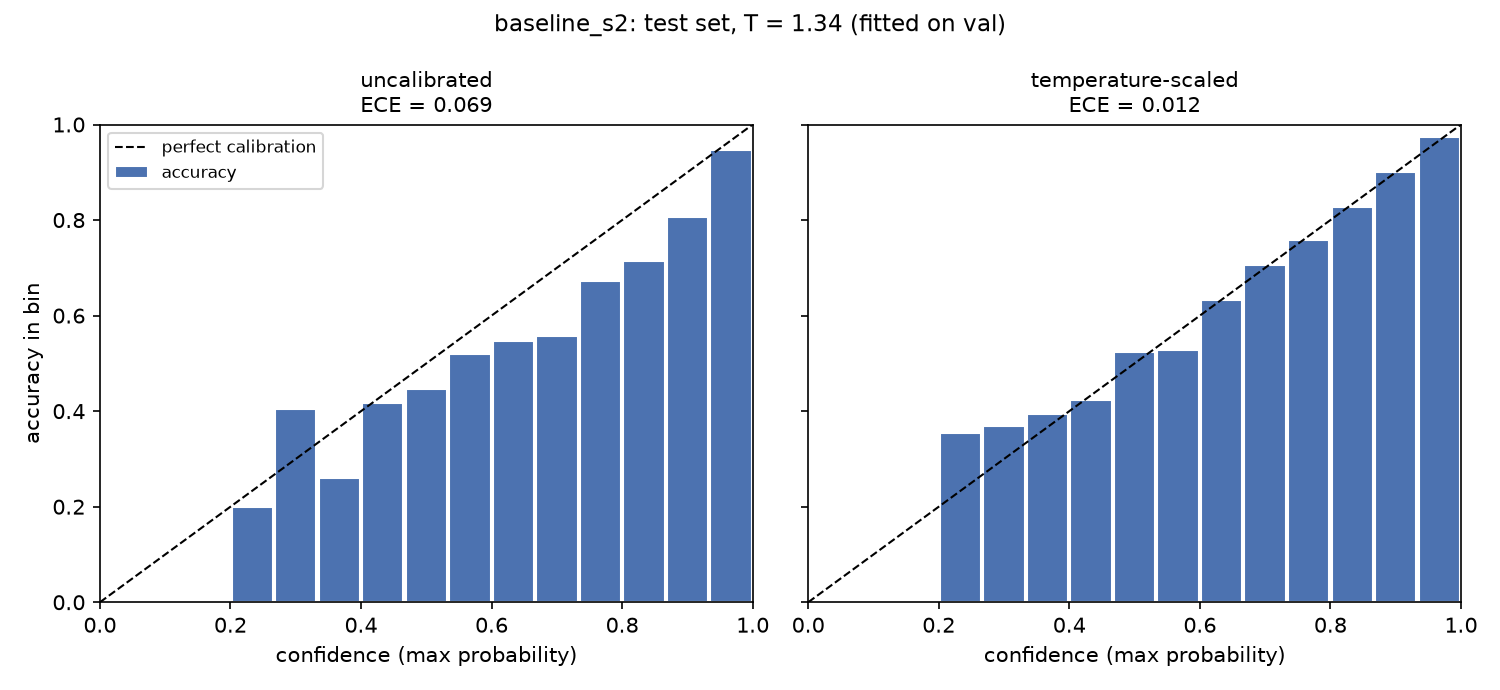 baseline_s2: test set, T = 1.34 (fitted on val)
uncalibrated
ECE = 0.069
perfect calibration
accuracy
accuracy in bin
1.0
0.8
0.6
0.4
0.2
0.0
0.0 0.2 0.4 0.6 0.8 1.0
confidence (max probability)
temperature-scaled
ECE = 0.012
0.0 0.2 0.4 0.6 0.8 1.0
confidence (max probability)